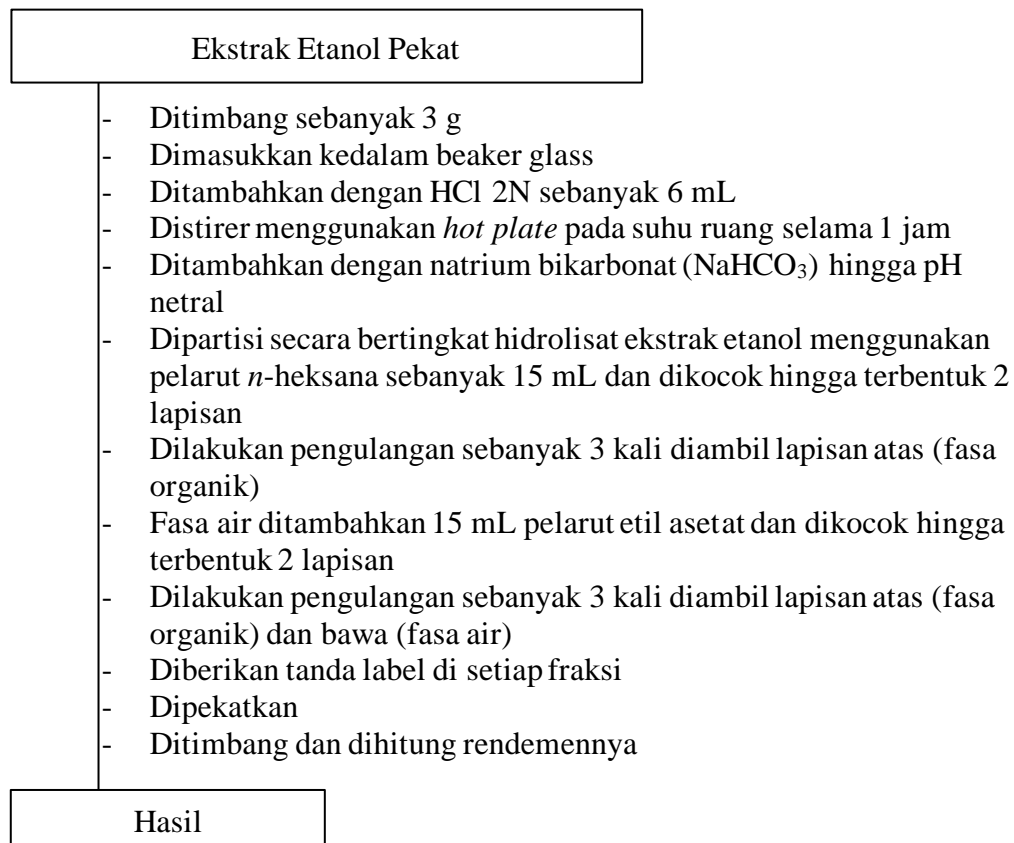 Ekstrak Etanol Pekat
- Ditimbang sebanyak 3 g
- Dimasukkan kedalam beaker glass
- Ditambahkan dengan HCl 2N sebanyak 6 mL
- Distirer menggunakan hot plate pada suhu ruang selama 1 jam
- Ditambahkan dengan natrium bikarbonat (NaHCO₃) hingga pH
netral
- Dipartisi secara bertingkat hidrolisat ekstrak etanol menggunakan
pelarut n-heksana sebanyak 15 mL dan dikocok hingga terbentuk 2
lapisan
- Dilakukan pengulangan sebanyak 3 kali diambil lapisan atas (fasa
organik)
- Fasa air ditambahkan 15 mL pelarut etil asetat dan dikocok hingga
terbentuk 2 lapisan
- Dilakukan pengulangan sebanyak 3 kali diambil lapisan atas (fasa
organik) dan bawa (fasa air)
- Diberikan tanda label di setiap fraksi
- Dipekatkan
- Ditimbang dan dihitung rendemennya
Hasil